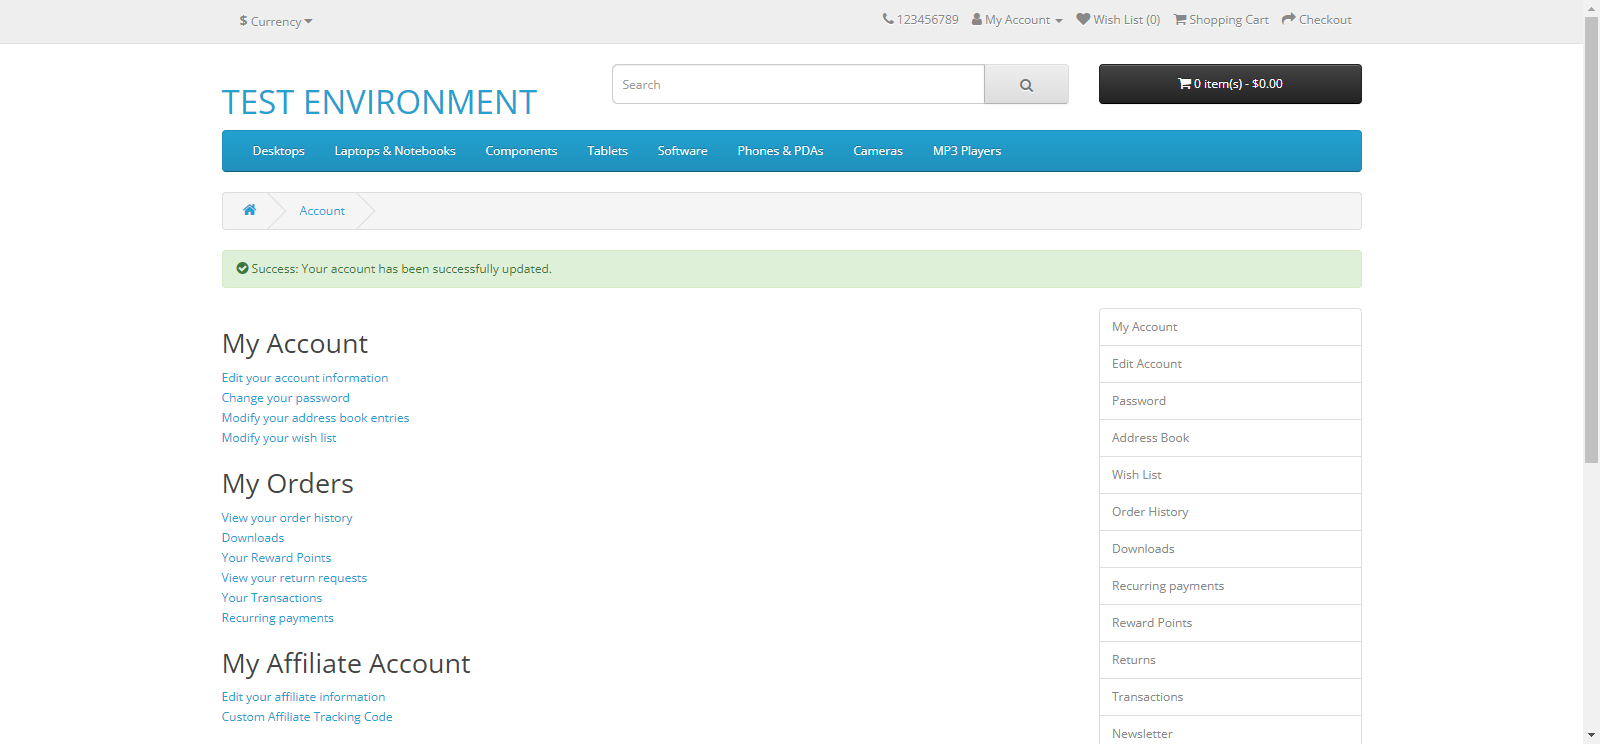 $ Currency
123456789 My Account Wish List (0) Shopping Cart Checkout
TEST ENVIRONMENT
Search
0 item(s) - $0.00
Desktops Laptops & Notebooks Components Tablets Software Phones & PDAs Cameras MP3 Players
Account
Success: Your account has been successfully updated.
My Account
Edit your account information
Change your password
Modify your address book entries
Modify your wish list
My Orders
View your order history
Downloads
Your Reward Points
View your return requests
Your Transactions
Recurring payments
My Affiliate Account
Edit your affiliate information
Custom Affiliate Tracking Code
My Account
Edit Account
Password
Address Book
Wish List
Order History
Downloads
Recurring payments
Reward Points
Returns
Transactions
Newsletter